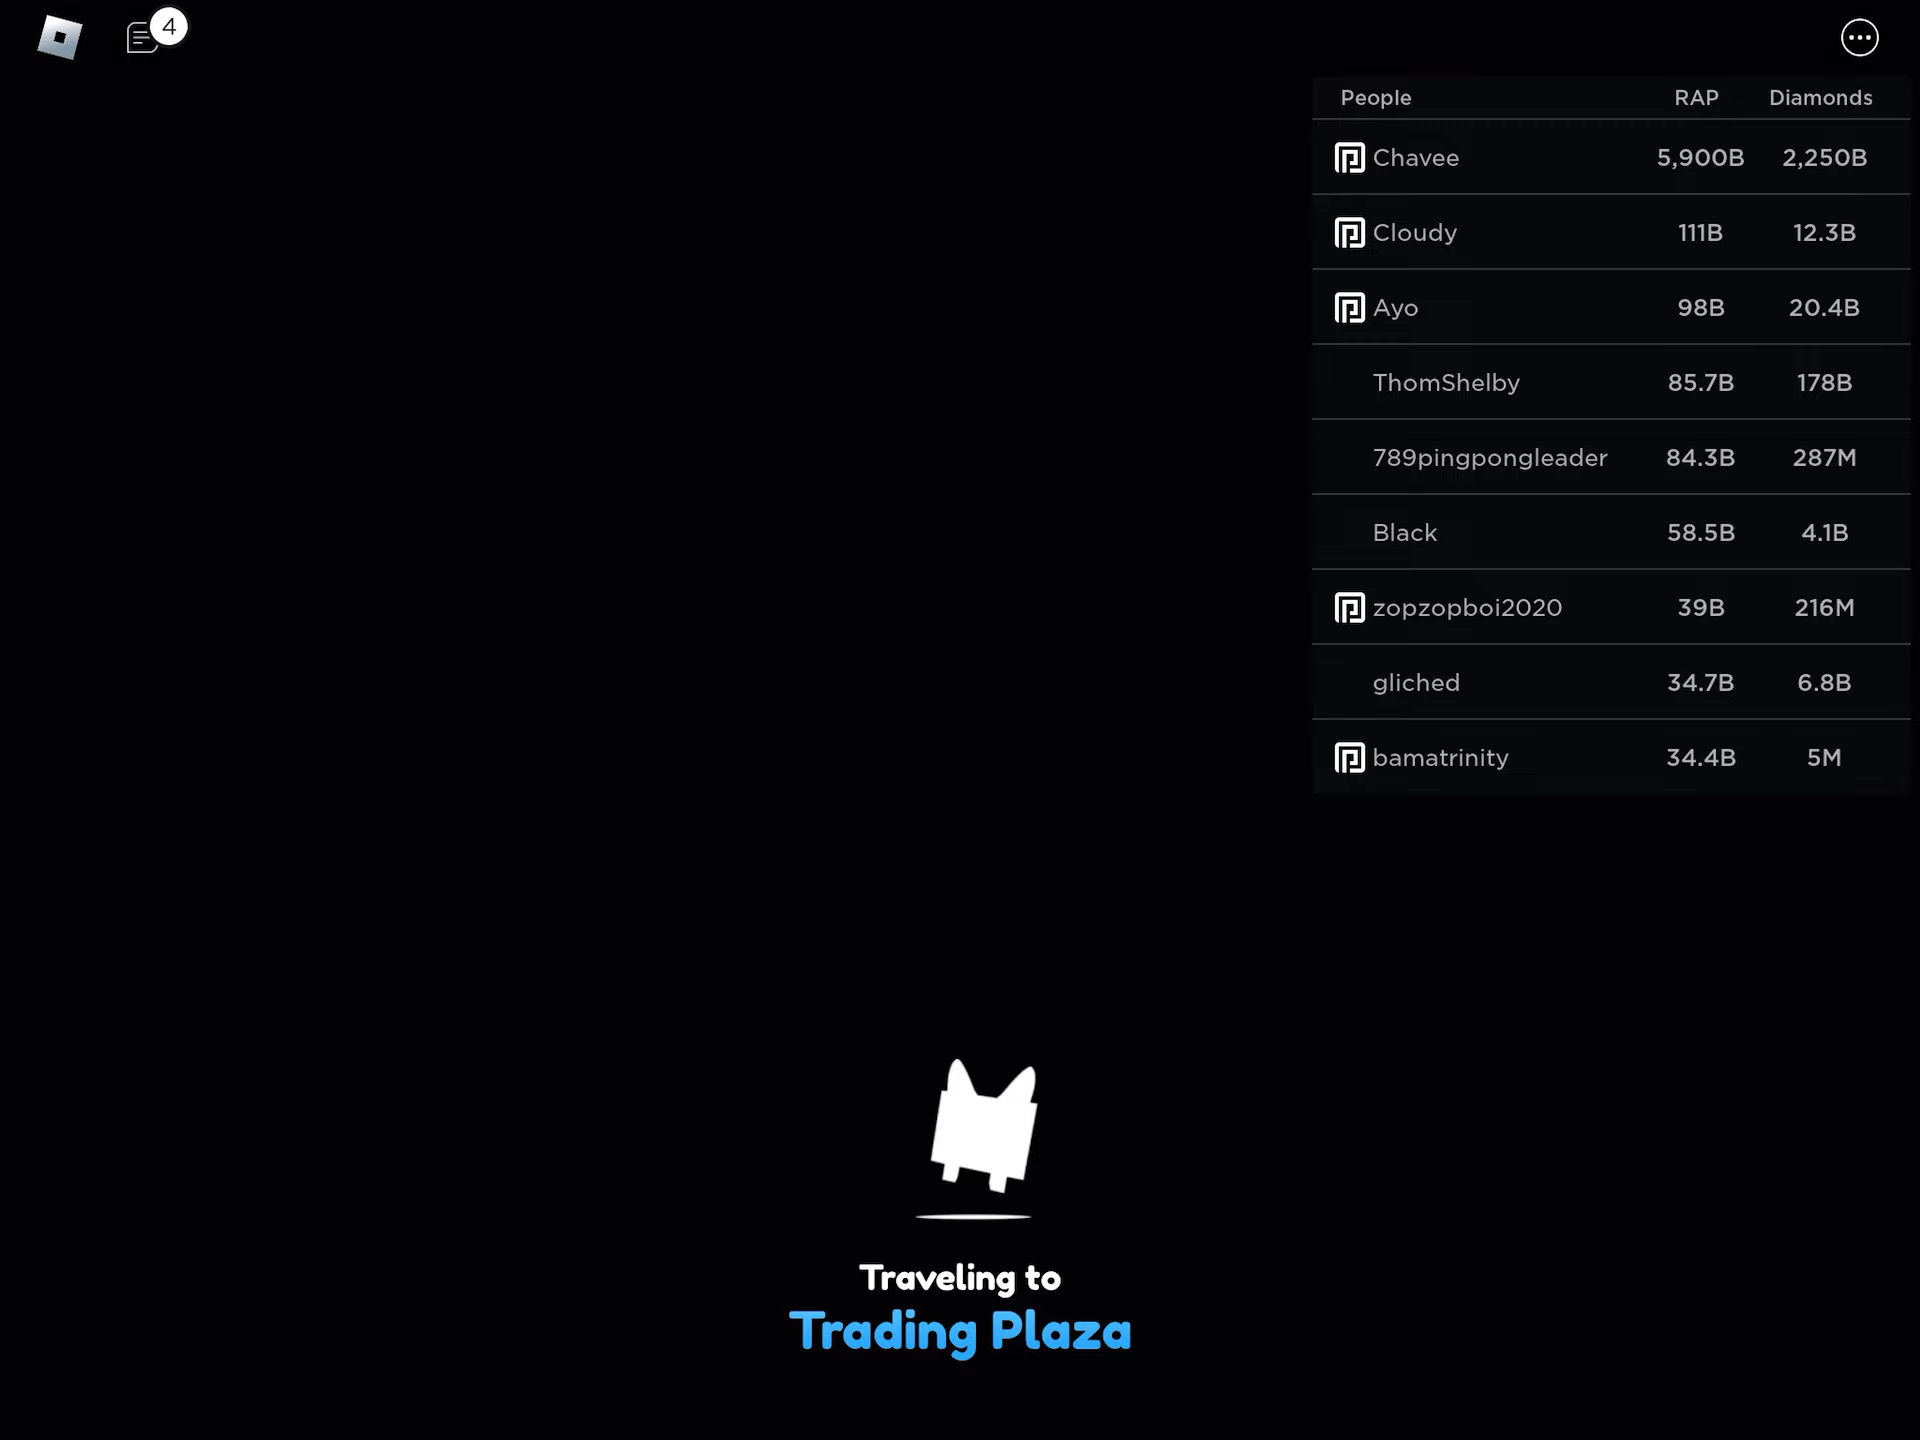 4
People RAP Diamonds
Chavee 5,900B 2,250B
Cloudy 111B 12.3B
Ayo 98B 20.4B
ThomShelby 85.7B 178B
789pingpongleader 84.3B 287M
Black 58.5B 4.1B
zopzopboi2020 39B 216M
gliched 34.7B 6.8B
bamatrinity 34.4B 5M
Traveling to
Trading Plaza